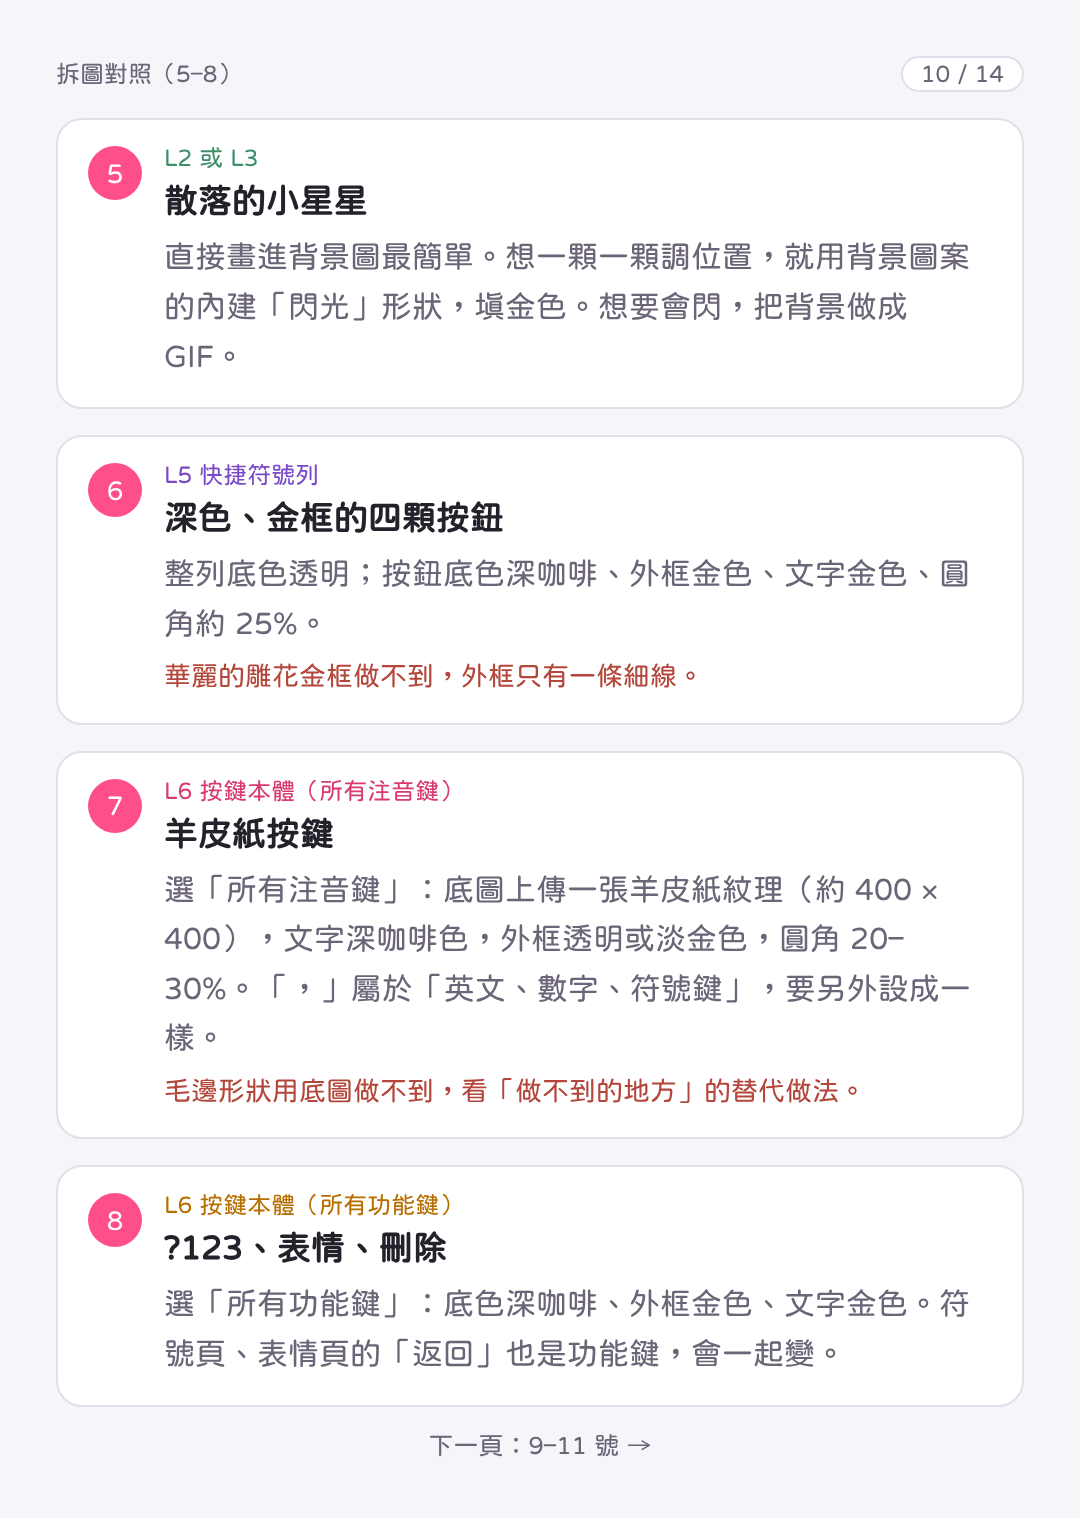 拆圖對照（5–8）
10 / 14
5
L2 或 L3
散落的小星星
直接畫進背景圖最簡單。想一顆一顆調位置，就用背景圖案
的內建「閃光」形狀，填金色。想要會閃，把背景做成
GIF。
6
L5 快捷符號列
深色、金框的四顆按鈕
整列底色透明；按鈕底色深咖啡、外框金色、文字金色、圓
角約 25%。
華麗的雕花金框做不到，外框只有一條細線。
7
L6 按鍵本體（所有注音鍵）
羊皮紙按鍵
選「所有注音鍵」：底圖上傳一張羊皮紙紋理（約 400 ×
400），文字深咖啡色，外框透明或淡金色，圓角 20–
30%。「，」屬於「英文、數字、符號鍵」，要另外設成一
樣。
毛邊形狀用底圖做不到，看「做不到的地方」的替代做法。
8
L6 按鍵本體（所有功能鍵）
?123、表情、刪除
選「所有功能鍵」：底色深咖啡、外框金色、文字金色。符
號頁、表情頁的「返回」也是功能鍵，會一起變。
下一頁：9–11 號 →